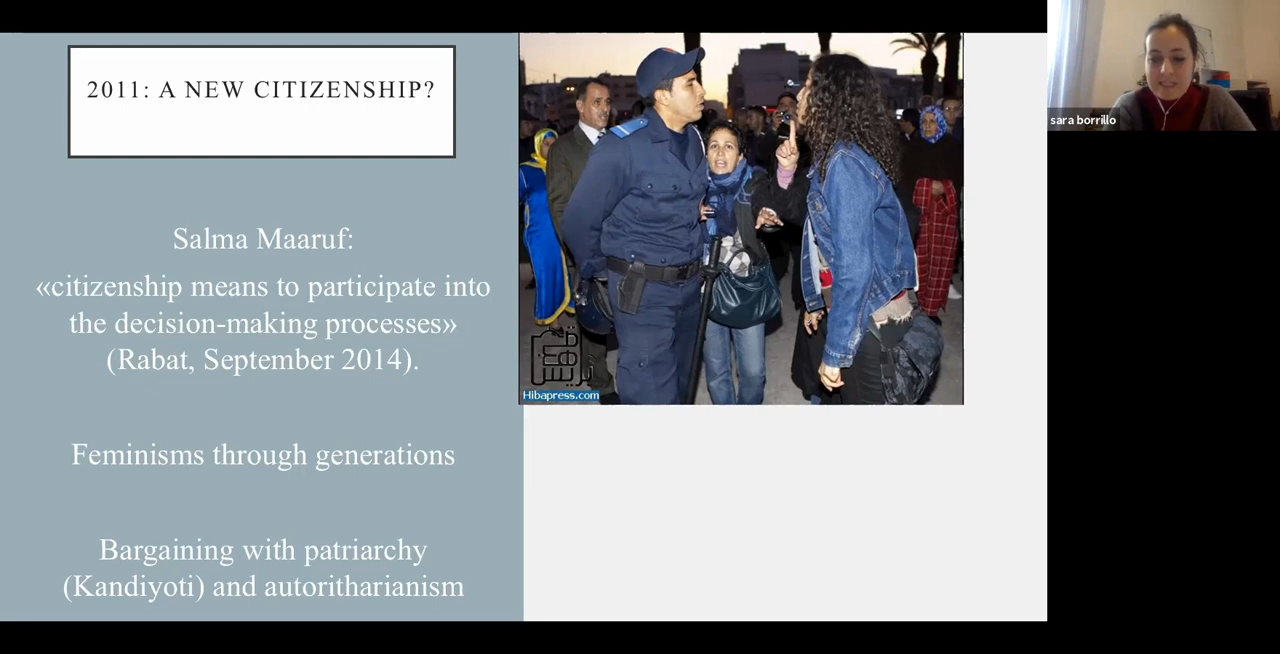 2011: A NEW CITIZENSHIP?
Salma Maaruf:
«citizenship means to participate into
the decision-making processes»
(Rabat, September 2014).
Feminisms through generations
Bargaining with patriarchy
(Kandiyoti) and autoritharianism
بريس
Hibapress.com
sara borrillo